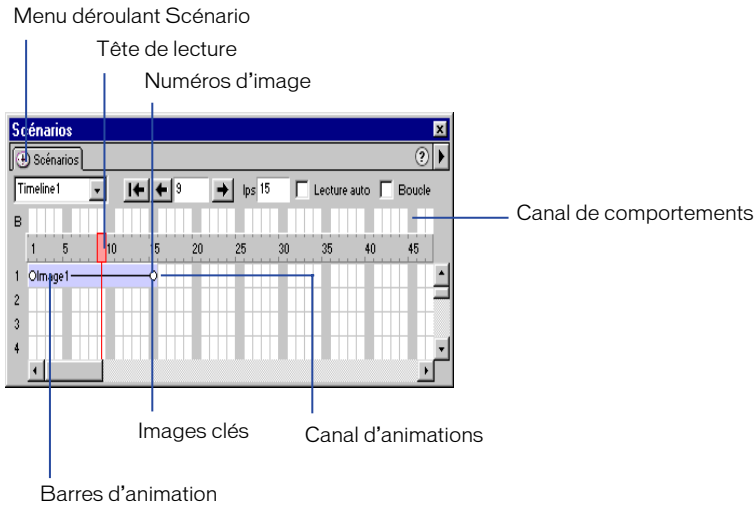 Menu déroulant Scénario
Tête de lecture
Numéros d'image
Scénarios
Scénarios ?
Timeline1 9 Ips 15 Lecture auto Boucle
Canal de comportements
B
1 5 10 15 20 25 30 35 40 45
1 Image1
2
3
4
Images clés Canal d'animations
Barres d'animation